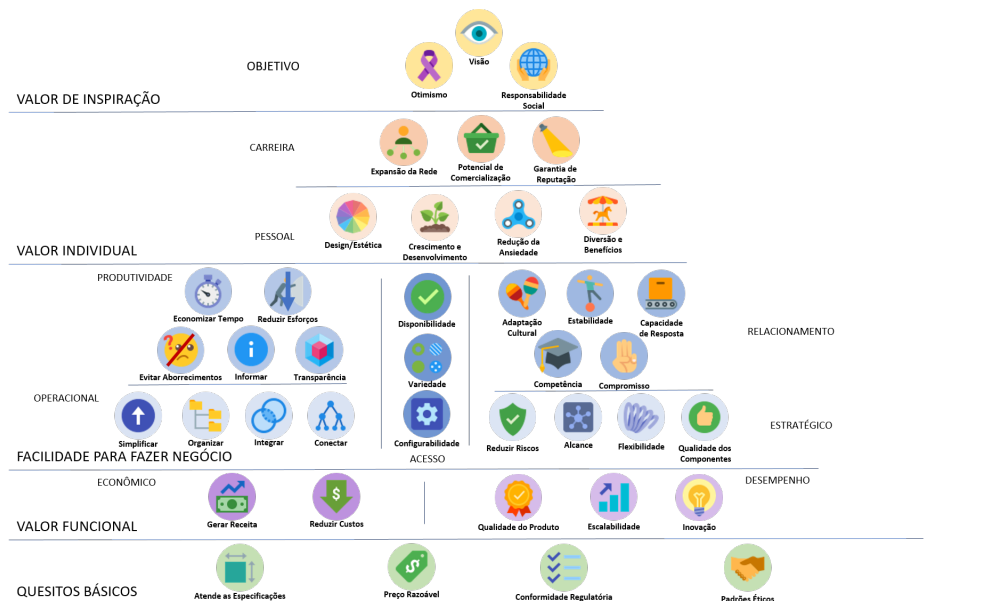 Visão
OBJETIVO
Otimismo
Responsabilidade
Social
VALOR DE INSPIRAÇÃO
CARREIRA
Expansão da Rede
Potencial de
Comercialização
Garantia de
Reputação
PESSOAL
Design/Estética
Crescimento e
Desenvolvimento
Redução da
Ansiedade
Diversão e
Benefícios
VALOR INDIVIDUAL
PRODUTIVIDADE
Economizar Tempo
Reduzir Esforços
Disponibilidade
Adaptação
Cultural
Estabilidade
Capacidade
de Resposta
RELACIONAMENTO
Evitar Aborrecimentos
Informar
Transparência
Variedade
Competência
Compromisso
OPERACIONAL
Simplificar
Organizar
Integrar
Conectar
Configurabilidade
Reduzir Riscos
Alcance
Flexibilidade
Qualidade dos
Componentes
ESTRATÉGICO
FACILIDADE PARA FAZER NEGÓCIO
ACESSO
ECONÔMICO
DESEMPENHO
$
Gerar Receita
Reduzir Custos
Qualidade do Produto
Escalabilidade
Inovação
VALOR FUNCIONAL
Atende as Especificações
Preço Razoável
Conformidade Regulatória
Padrões Éticos
QUESITOS BÁSICOS